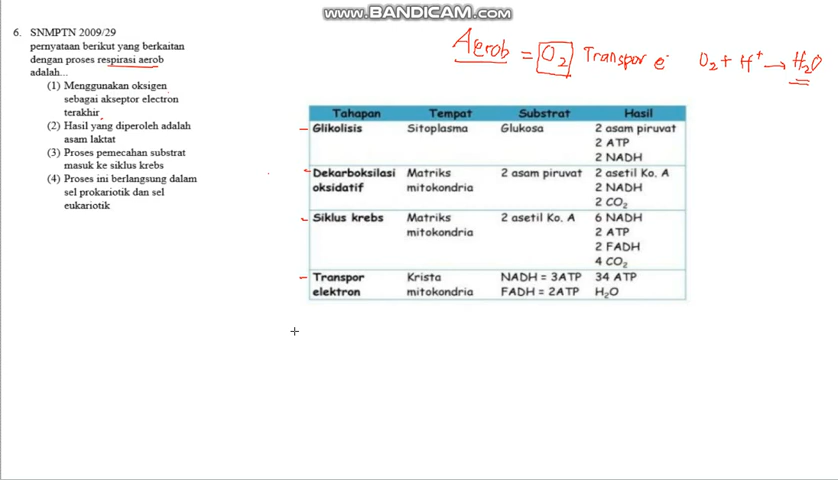 www.BANDICAM.com
6. SNMPTN 2009/29
pernyataan berikut yang berkaitan
dengan proses respirasi aerob
adalah...
(1) Menggunakan oksigen
sebagai akseptor electron
terakhir
(2) Hasil yang diperoleh adalah
asam laktat
(3) Proses pemecahan substrat
masuk ke siklus krebs
(4) Proses ini berlangsung dalam
sel prokariotik dan sel
eukariotik
Aerob = O₂ Transpor e⁻ O₂ + H⁺ → H₂O
Tahapan Tempat Substrat Hasil
Glikolisis Sitoplasma Glukosa 2 asam piruvat
2 ATP
2 NADH
Dekarboksilasi Matriks 2 asam piruvat 2 asetil Ko. A
oksidatif mitokondria 2 NADH
2 CO₂
Siklus krebs Matriks 2 asetil Ko. A 6 NADH
mitokondria 2 ATP
2 FADH
4 CO₂
Transpor Krista NADH = 3ATP 34 ATP
elektron mitokondria FADH = 2ATP H₂O